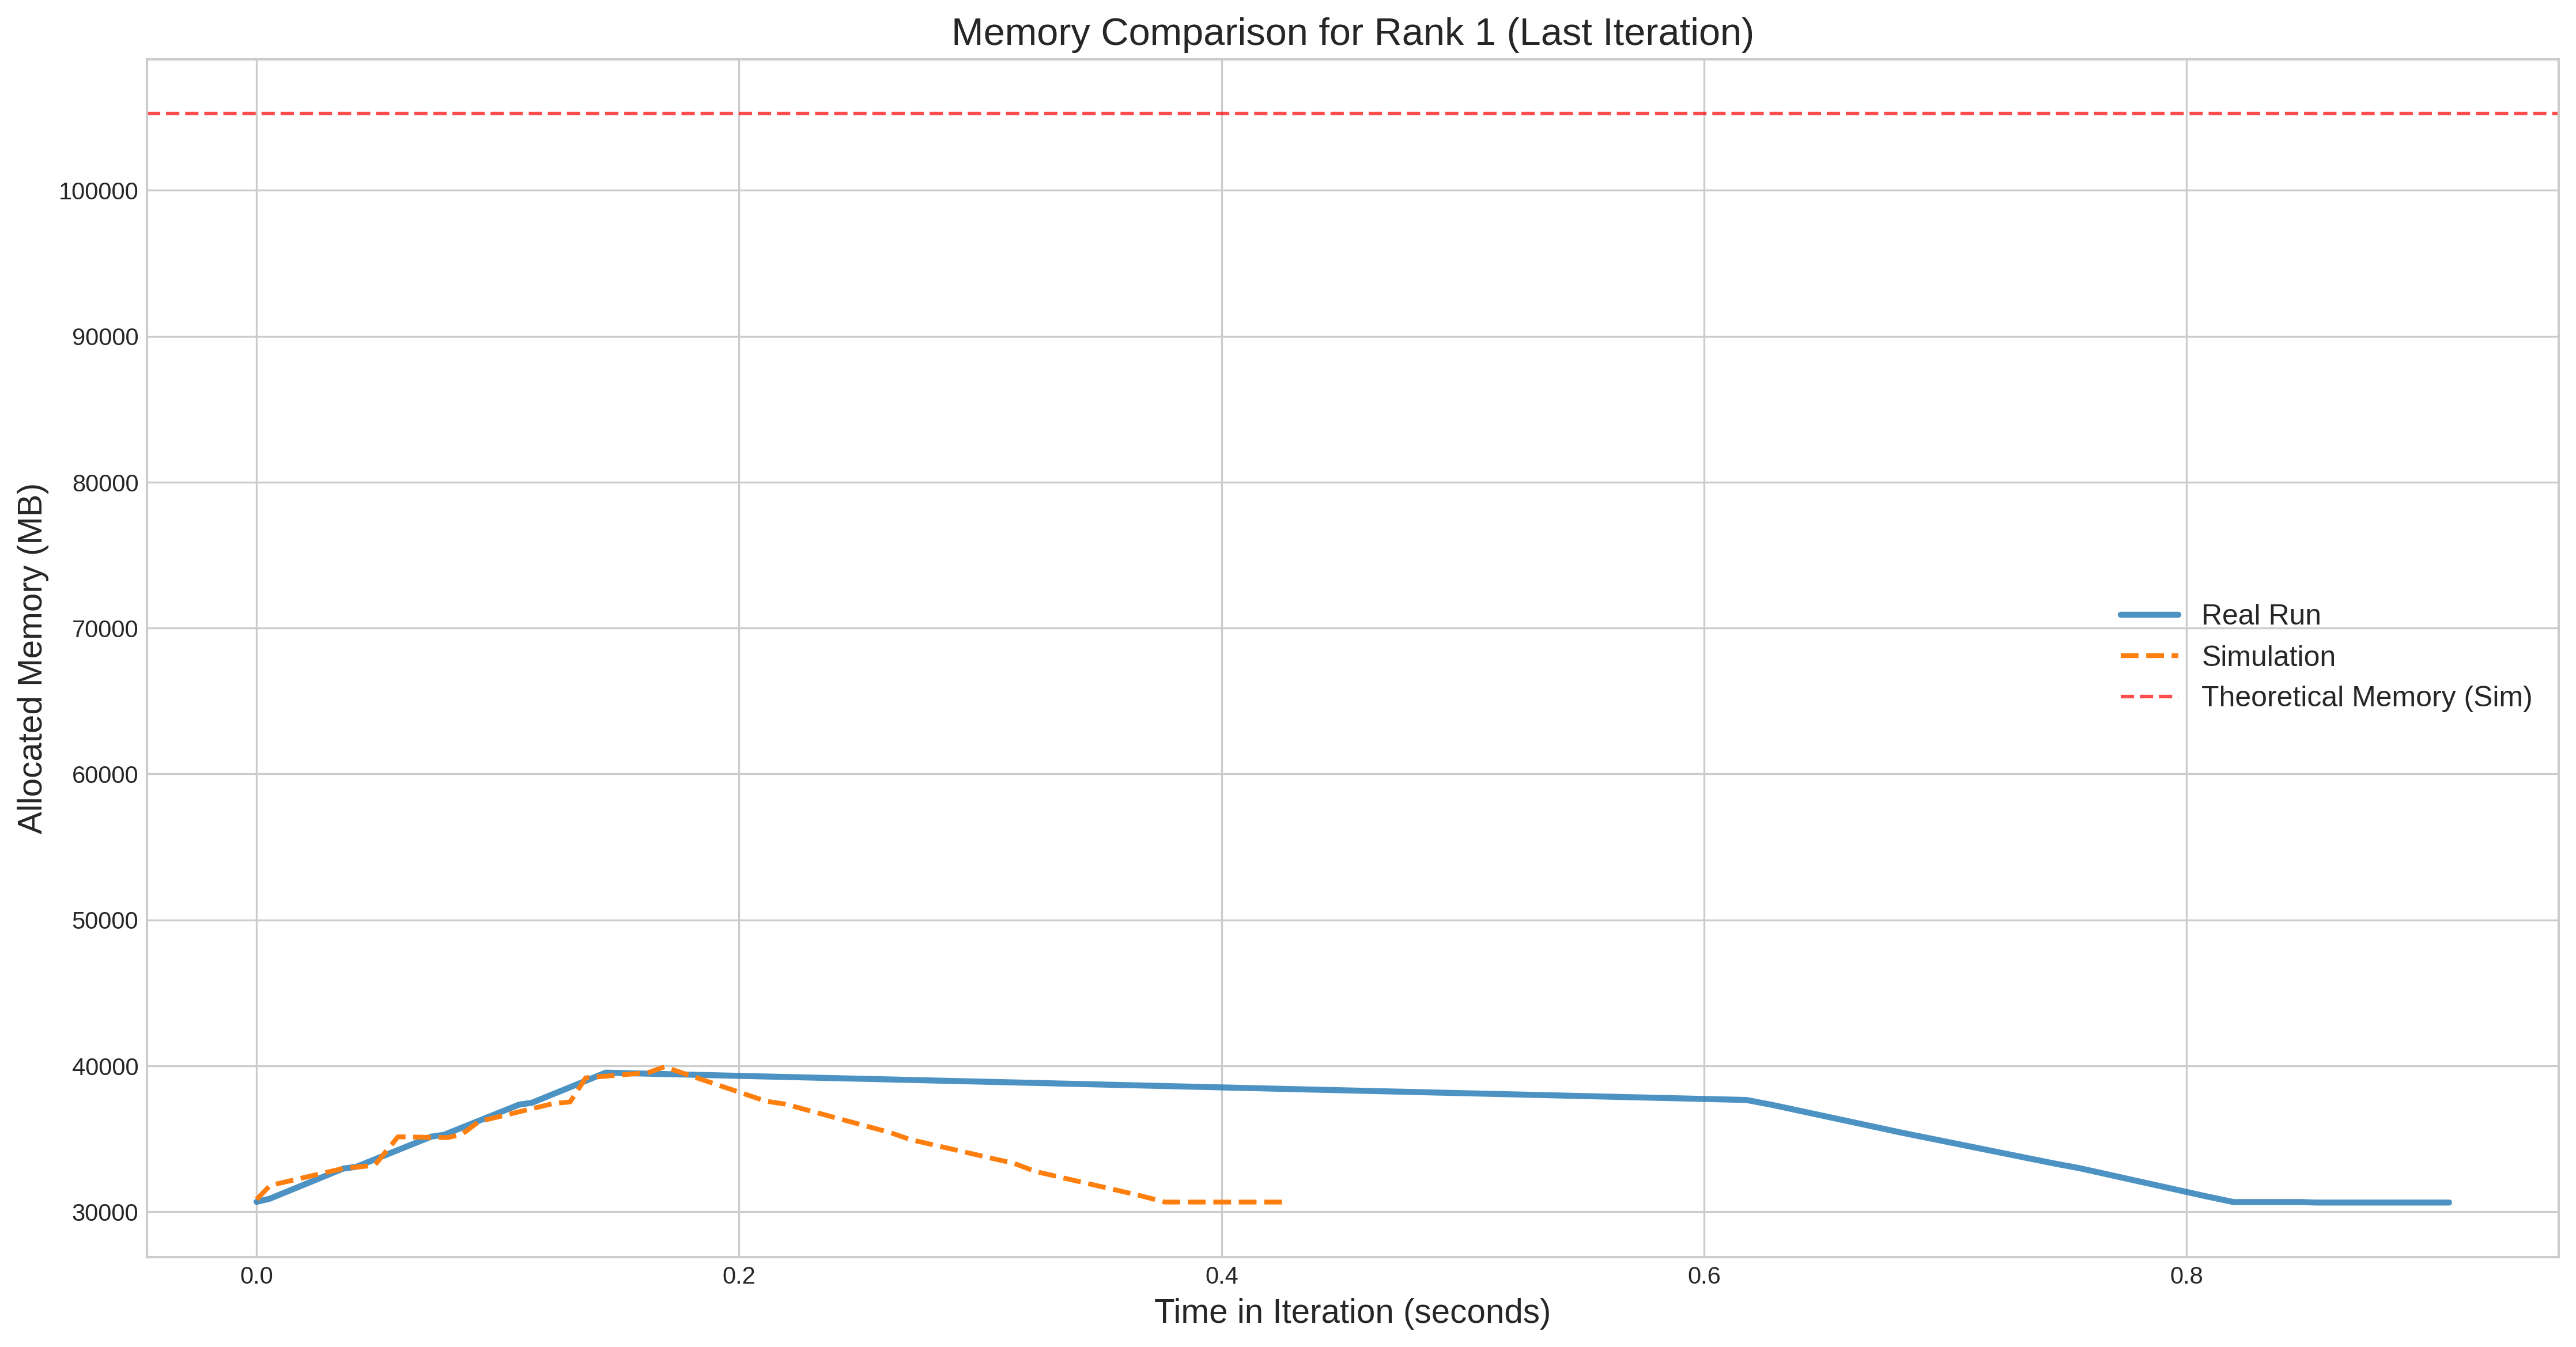 Memory Comparison for Rank 1 (Last Iteration)
Allocated Memory (MB)
100000
90000
80000
70000
60000
50000
40000
30000
Real Run
Simulation
Theoretical Memory (Sim)
0.0 0.2 0.4 0.6 0.8
Time in Iteration (seconds)